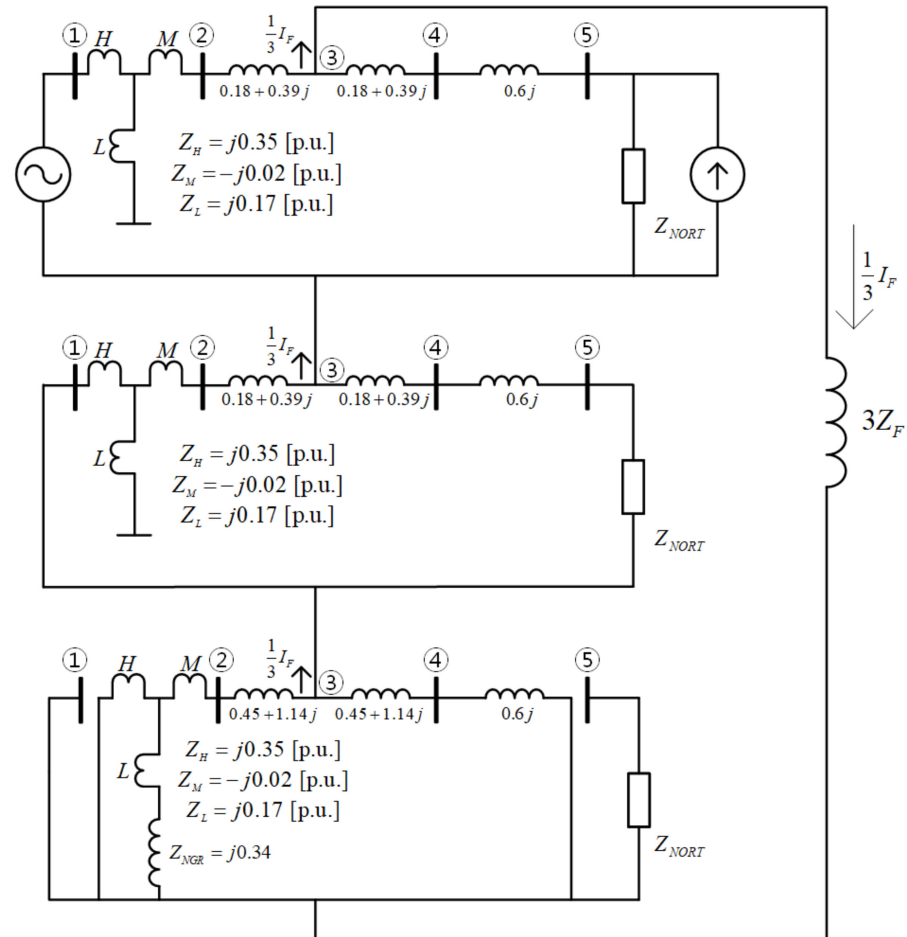 ① H M ② 1/3 I_F ③ ④ ⑤
0.18+0.39j 0.18+0.39j 0.6j
L
Z_H = j0.35 [p.u.]
Z_M = −j0.02 [p.u.]
Z_L = j0.17 [p.u.]
Z_NORT
1/3 I_F
① H M ② 1/3 I_F ③ ④ ⑤
0.18+0.39j 0.18+0.39j 0.6j
3Z_F
L
Z_H = j0.35 [p.u.]
Z_M = −j0.02 [p.u.]
Z_L = j0.17 [p.u.]
Z_NORT
① H M ② 1/3 I_F ③ ④ ⑤
0.45+1.14j 0.45+1.14j 0.6j
L
Z_H = j0.35 [p.u.]
Z_M = −j0.02 [p.u.]
Z_L = j0.17 [p.u.]
Z_NGR = j0.34
Z_NORT